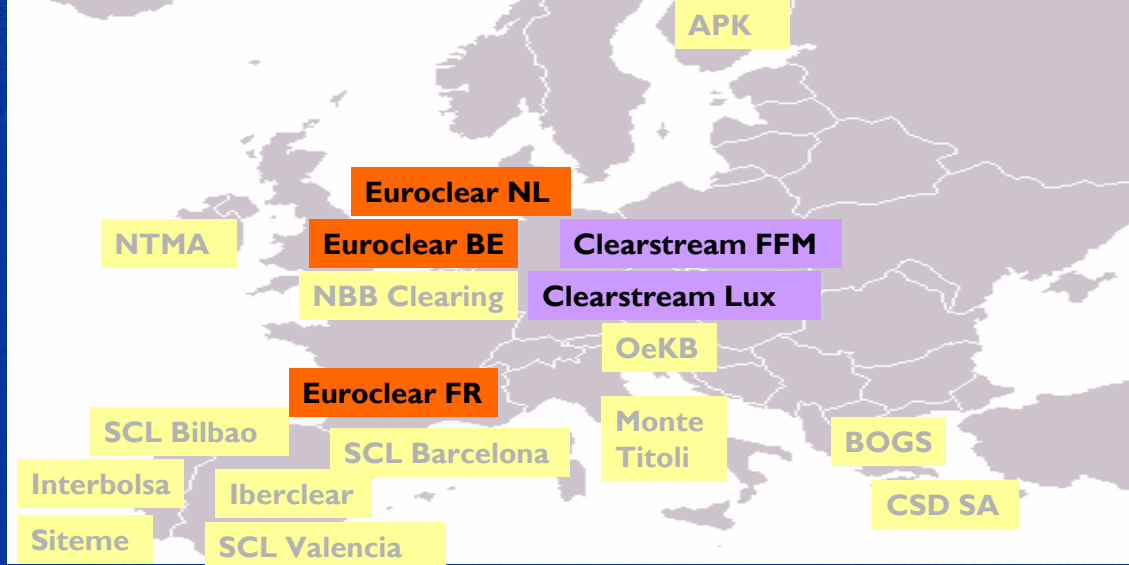 APK
Euroclear NL
NTMA
Euroclear BE
Clearstream FFM
NBB Clearing
Clearstream Lux
OeKB
Euroclear FR
SCL Bilbao
SCL Barcelona
Monte
Titoli
BOGS
Interbolsa
Iberclear
CSD SA
Siteme
SCL Valencia